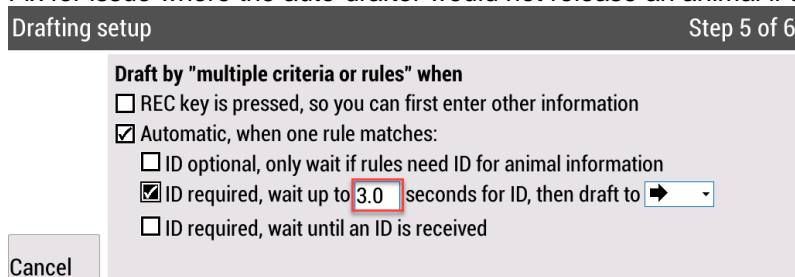 Drafting setup Step 5 of 6
Draft by "multiple criteria or rules" when
REC key is pressed, so you can first enter other information
Automatic, when one rule matches:
ID optional, only wait if rules need ID for animal information
ID required, wait up to 3.0 seconds for ID, then draft to
ID required, wait until an ID is received
Cancel